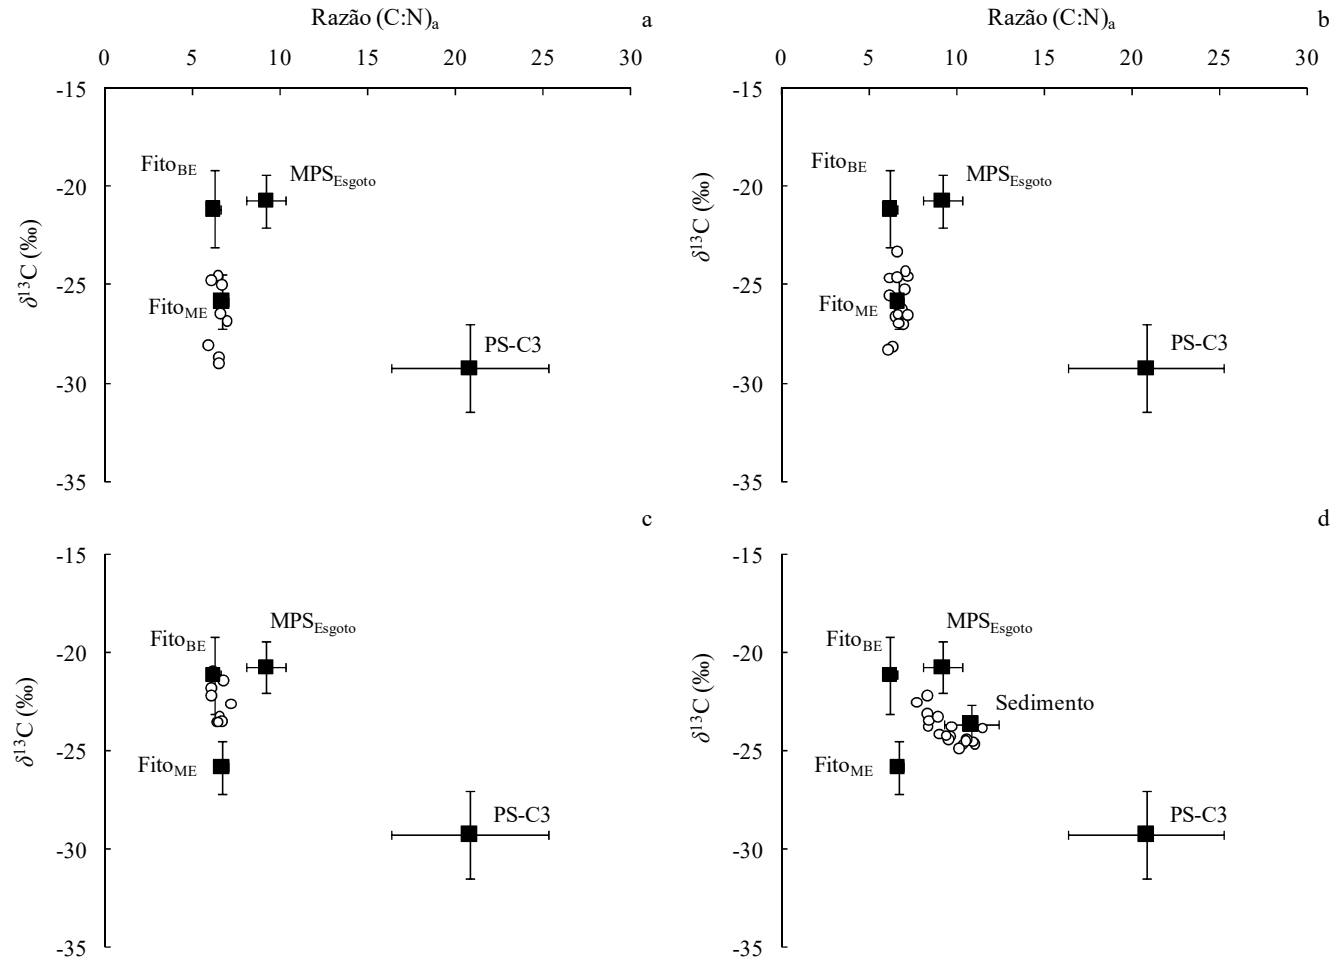 Razão (C:N)a
a
0 5 10 15 20 25 30
-15
-20
-25
-30
-35
δ13C (‰)
FitoBE
MPSEsgoto
FitoME
PS-C3
Razão (C:N)a
b
0 5 10 15 20 25 30
-15
-20
-25
-30
-35
δ13C (‰)
FitoBE
MPSEsgoto
FitoME
PS-C3
c
-15
-20
-25
-30
-35
δ13C (‰)
MPSEsgoto
FitoBE
FitoME
PS-C3
d
-15
-20
-25
-30
-35
δ13C (‰)
MPSEsgoto
FitoBE
Sedimento
FitoME
PS-C3